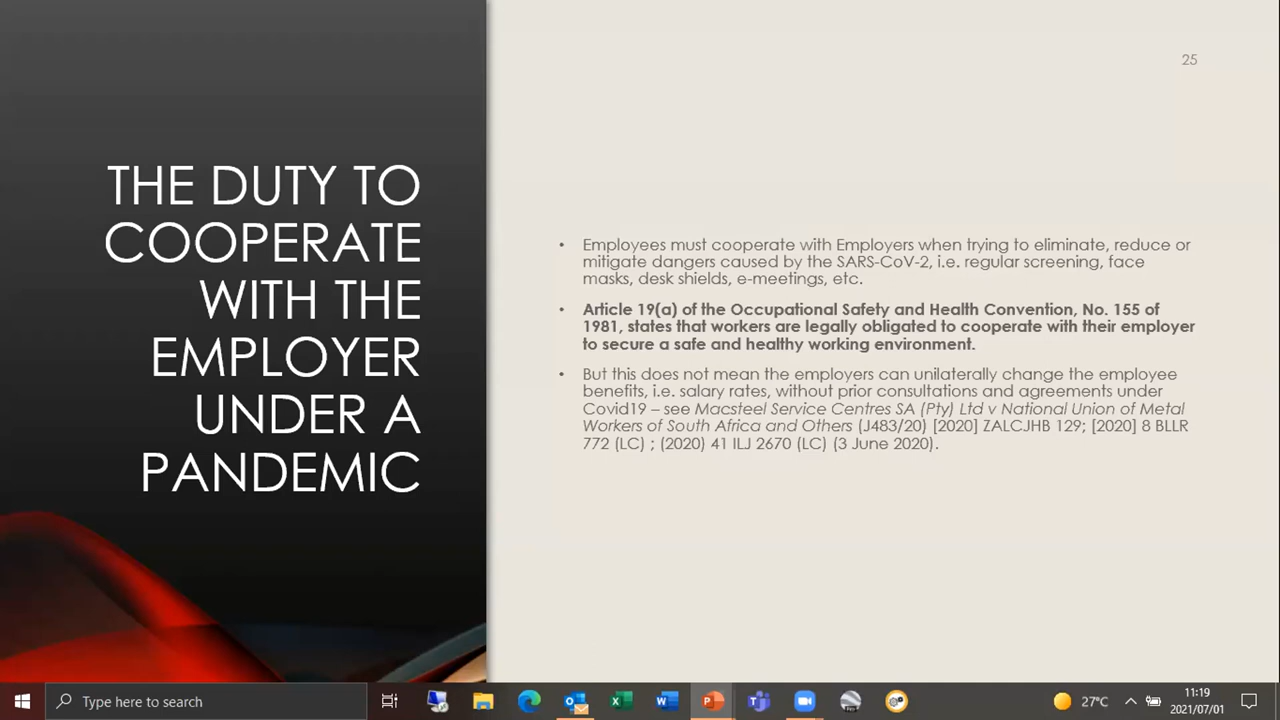 25
THE DUTY TO
COOPERATE
WITH THE
EMPLOYER
UNDER A
PANDEMIC
• Employees must cooperate with Employers when trying to eliminate, reduce or
mitigate dangers caused by the SARS-CoV-2, i.e. regular screening, face
masks, desk shields, e-meetings, etc.
• Article 19(a) of the Occupational Safety and Health Convention, No. 155 of
1981, states that workers are legally obligated to cooperate with their employer
to secure a safe and healthy working environment.
• But this does not mean the employers can unilaterally change the employee
benefits, i.e. salary rates, without prior consultations and agreements under
Covid19 – see Macsteel Service Centres SA (Pty) Ltd v National Union of Metal
Workers of South Africa and Others (J483/20) [2020] ZALCJHB 129; [2020] 8 BLLR
772 (LC) ; (2020) 41 ILJ 2670 (LC) (3 June 2020).
Type here to search
27°C
11:19
2021/07/01